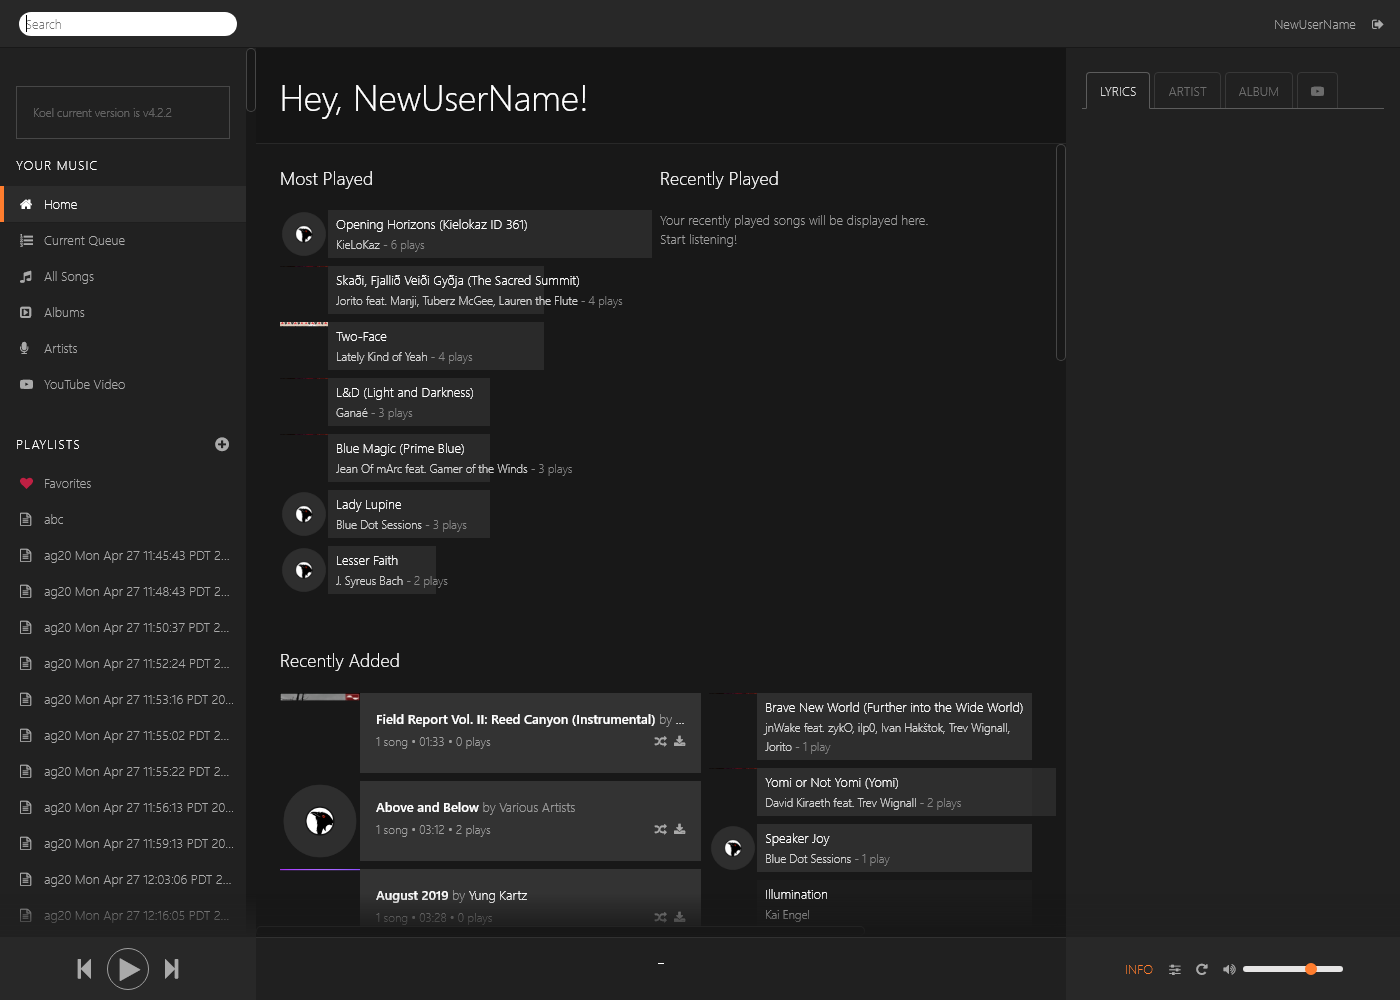 Search
NewUserName
Koel current version is v4.2.2
YOUR MUSIC
Home
Current Queue
All Songs
Albums
Artists
YouTube Video
PLAYLISTS
Favorites
abc
ag20 Mon Apr 27 11:45:43 PDT 2...
ag20 Mon Apr 27 11:48:43 PDT 2...
ag20 Mon Apr 27 11:50:37 PDT 2...
ag20 Mon Apr 27 11:52:24 PDT 2...
ag20 Mon Apr 27 11:53:16 PDT 20...
ag20 Mon Apr 27 11:55:02 PDT 2...
ag20 Mon Apr 27 11:55:22 PDT 2...
ag20 Mon Apr 27 11:56:13 PDT 20...
ag20 Mon Apr 27 11:59:13 PDT 20...
ag20 Mon Apr 27 12:03:06 PDT 2...
ag20 Mon Apr 27 12:16:05 PDT 2...
Hey, NewUserName!
Most Played
Opening Horizons (Kielokaz ID 361)
KieLoKaz - 6 plays
Skaði, Fjallið Veiði Gyðja (The Sacred Summit)
Jorito feat. Manji, Tuberz McGee, Lauren the Flute - 4 plays
Two-Face
Lately Kind of Yeah - 4 plays
L&D (Light and Darkness)
Ganaé - 3 plays
Blue Magic (Prime Blue)
Jean Of mArc feat. Gamer of the Winds - 3 plays
Lady Lupine
Blue Dot Sessions - 3 plays
Lesser Faith
J. Syreus Bach - 2 plays
Recently Played
Your recently played songs will be displayed here.
Start listening!
Recently Added
Field Report Vol. II: Reed Canyon (Instrumental) by ...
1 song • 01:33 • 0 plays
Above and Below by Various Artists
1 song • 03:12 • 2 plays
August 2019 by Yung Kartz
1 song • 03:28 • 0 plays
Brave New World (Further into the Wide World)
jnWake feat. zykO, ilp0, Ivan Hakštok, Trev Wignall,
Jorito - 1 play
Yomi or Not Yomi (Yomi)
David Kiraeth feat. Trev Wignall - 2 plays
Speaker Joy
Blue Dot Sessions - 1 play
Illumination
Kai Engel
LYRICS
ARTIST
ALBUM
–
INFO